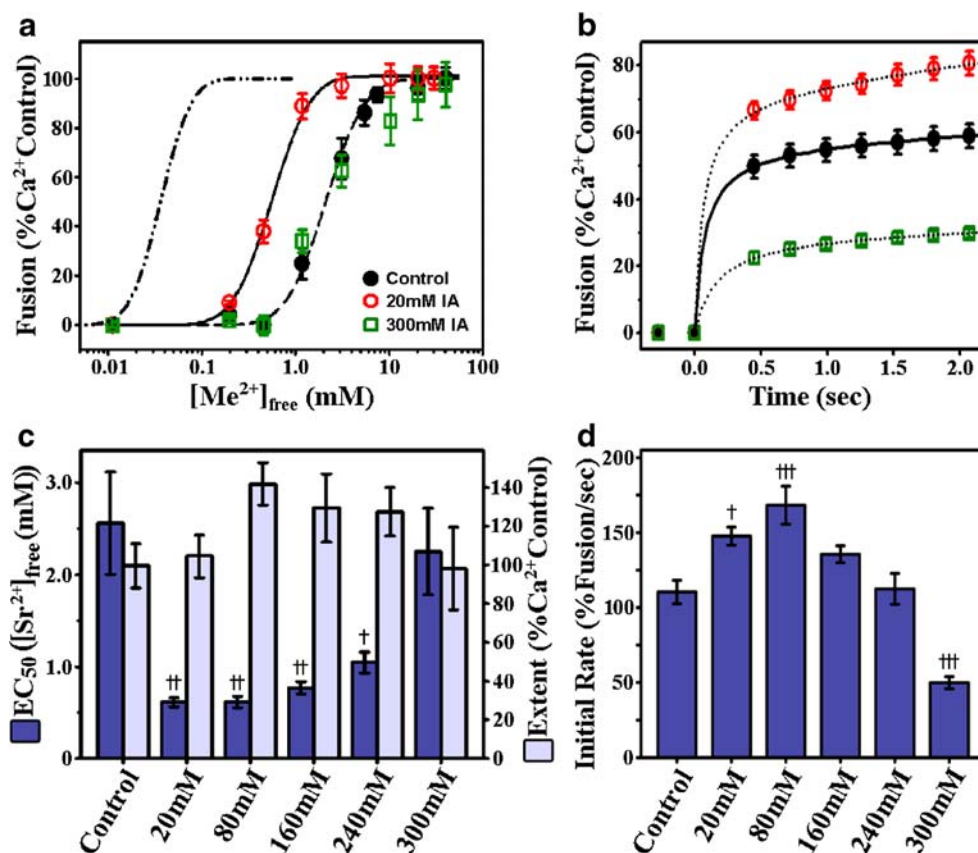 a
Fusion (%Ca²⁺Control)
100
80
60
40
20
0
0.01
0.1
1.0
10
100
[Me²⁺]free (mM)
Control
20mM IA
300mM IA
b
Fusion (%Ca²⁺Control)
80
60
40
20
0
0.0
0.5
1.0
1.5
2.0
Time (sec)
c
EC₅₀ ([Sr²⁺]free(mM)
3.0
2.0
1.0
0
††
††
††
†
140
120
100
80
60
40
20
0
Extent (%Ca²⁺Control)
Control
20mM
80mM
160mM
240mM
300mM
d
Initial Rate (%Fusion/sec)
200
150
100
50
0
†
†††
†††
Control
20mM
80mM
160mM
240mM
300mM